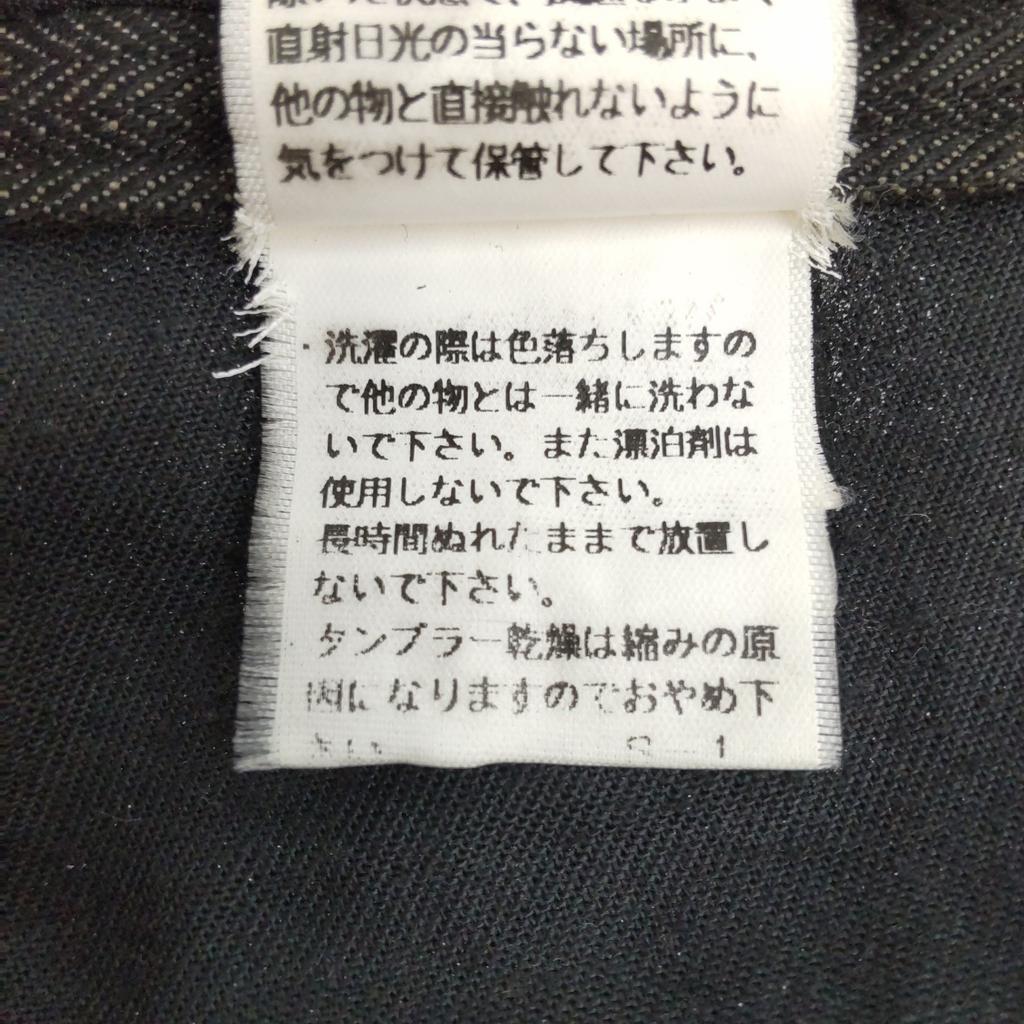 直射日光の当らない場所に、
他の物と直接触れないように
気をつけて保管して下さい。
・洗濯の際は色落ちしますの
で他の物とは一緒に洗わな
いで下さい。また漂泊剤は
使用しないで下さい。
長時間ぬれたままで放置し
ないで下さい。
タンブラー乾燥は縮みの原
因になりますのでおやめ下
さい S-1